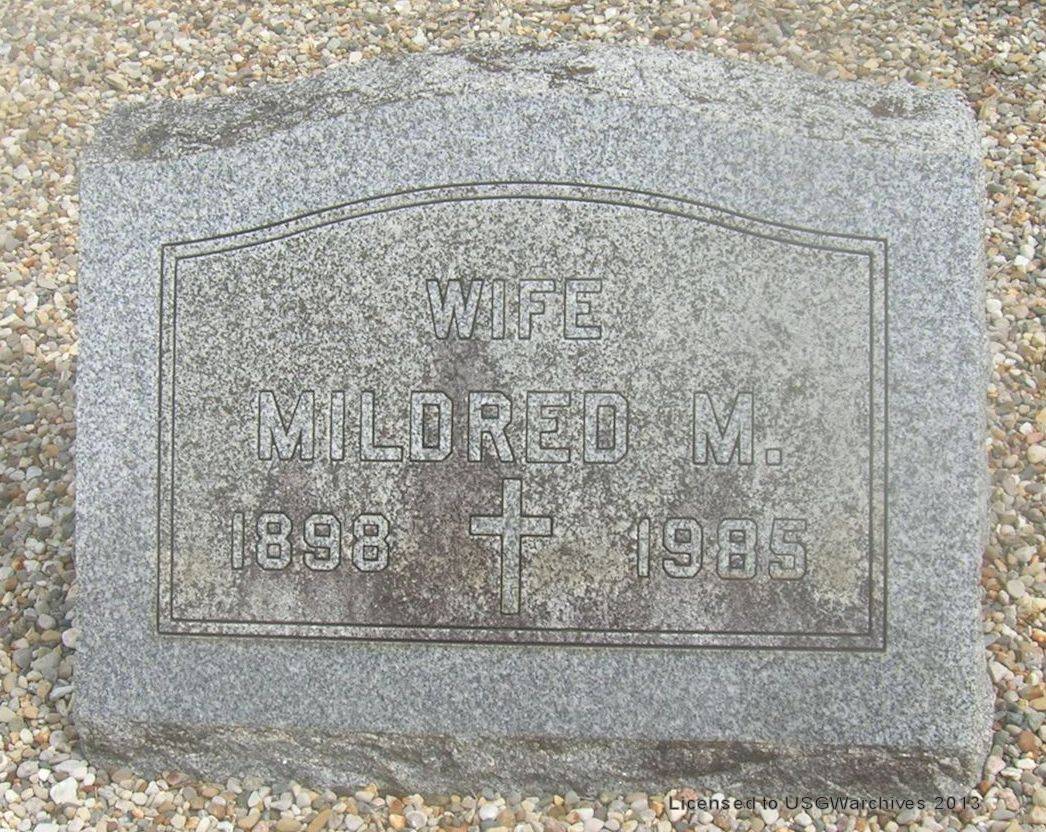 WIFE
MILDRED M.
1898 1985
Licensed to USGWarchives 2013